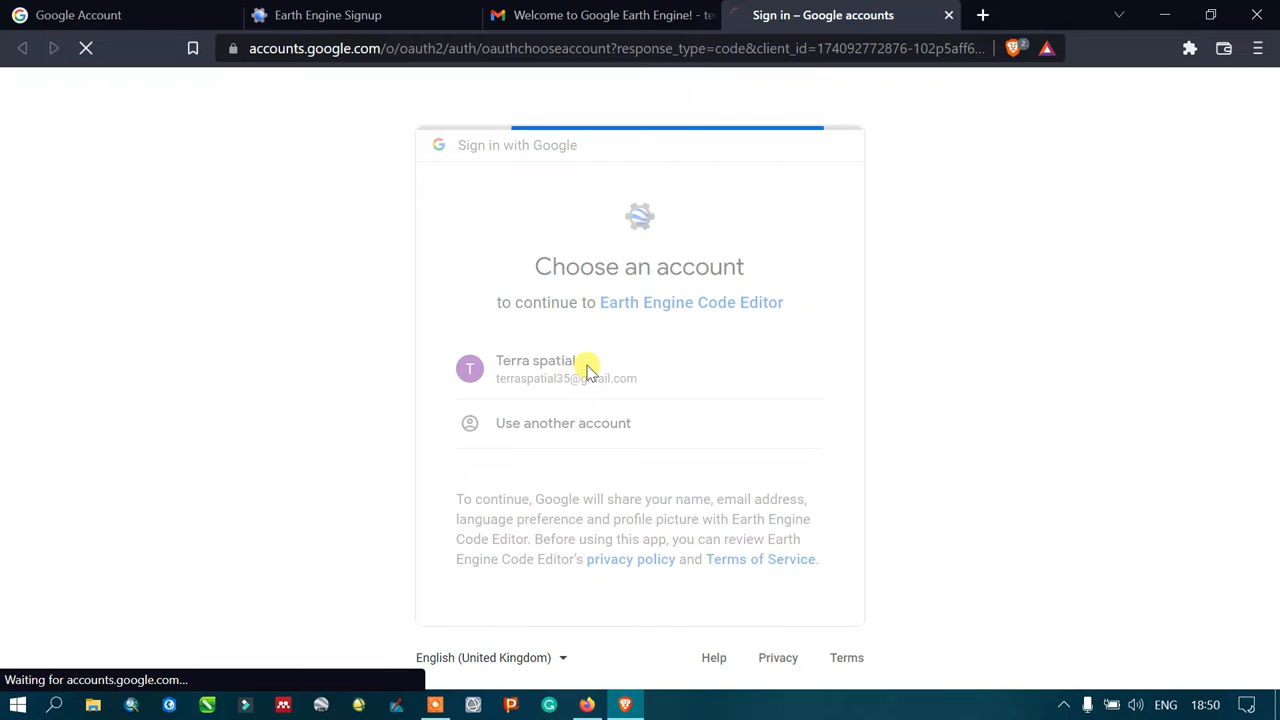 Google Account
Earth Engine Signup
Welcome to Google Earth Engine! - te
Sign in – Google accounts
accounts.google.com/o/oauth2/auth/oauthchooseaccount?response_type=code&client_id=174092772876-102p5aff6...
2
Sign in with Google
Choose an account
to continue to Earth Engine Code Editor
T
Terra spatial
terraspatial35@gmail.com
Use another account
To continue, Google will share your name, email address,
language preference and profile picture with Earth Engine
Code Editor. Before using this app, you can review Earth
Engine Code Editor's privacy policy and Terms of Service.
English (United Kingdom)
Help
Privacy
Terms
Waiting for accounts.google.com...
ENG
18:50